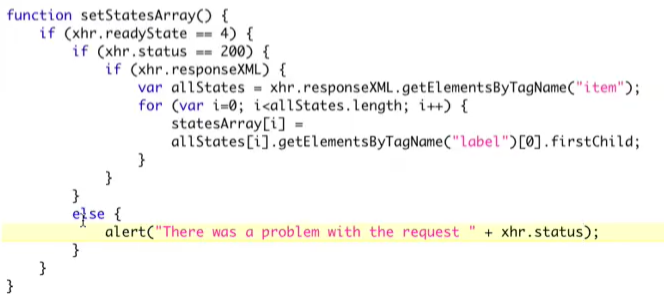 function setStatesArray() {
    if (xhr.readyState == 4) {
        if (xhr.status == 200) {
            if (xhr.responseXML) {
                var allStates = xhr.responseXML.getElementsByTagName("item");
                for (var i=0; i<allStates.length; i++) {
                    statesArray[i] =
                    allStates[i].getElementsByTagName("label")[0].firstChild;
                }
            }
        }
        else {
            alert("There was a problem with the request " + xhr.status);
        }
    }
}